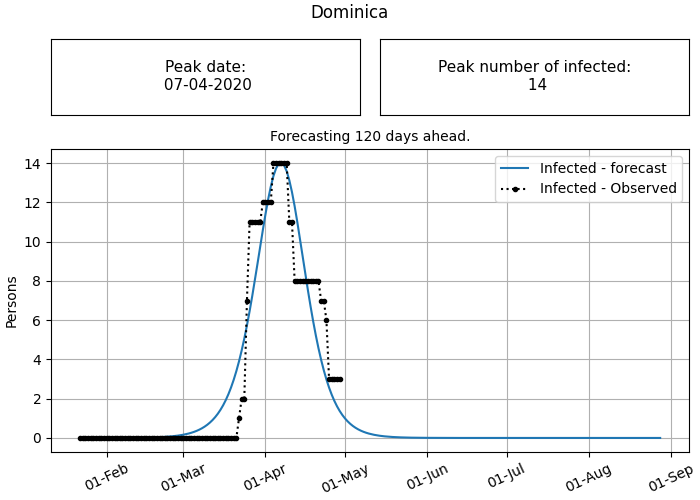 Dominica
Peak date:
07-04-2020
Peak number of infected:
14
Forecasting 120 days ahead.
Infected - forecast
Infected - Observed
Persons
14
12
10
8
6
4
2
0
01-Feb
01-Mar
01-Apr
01-May
01-Jun
01-Jul
01-Aug
01-Sep